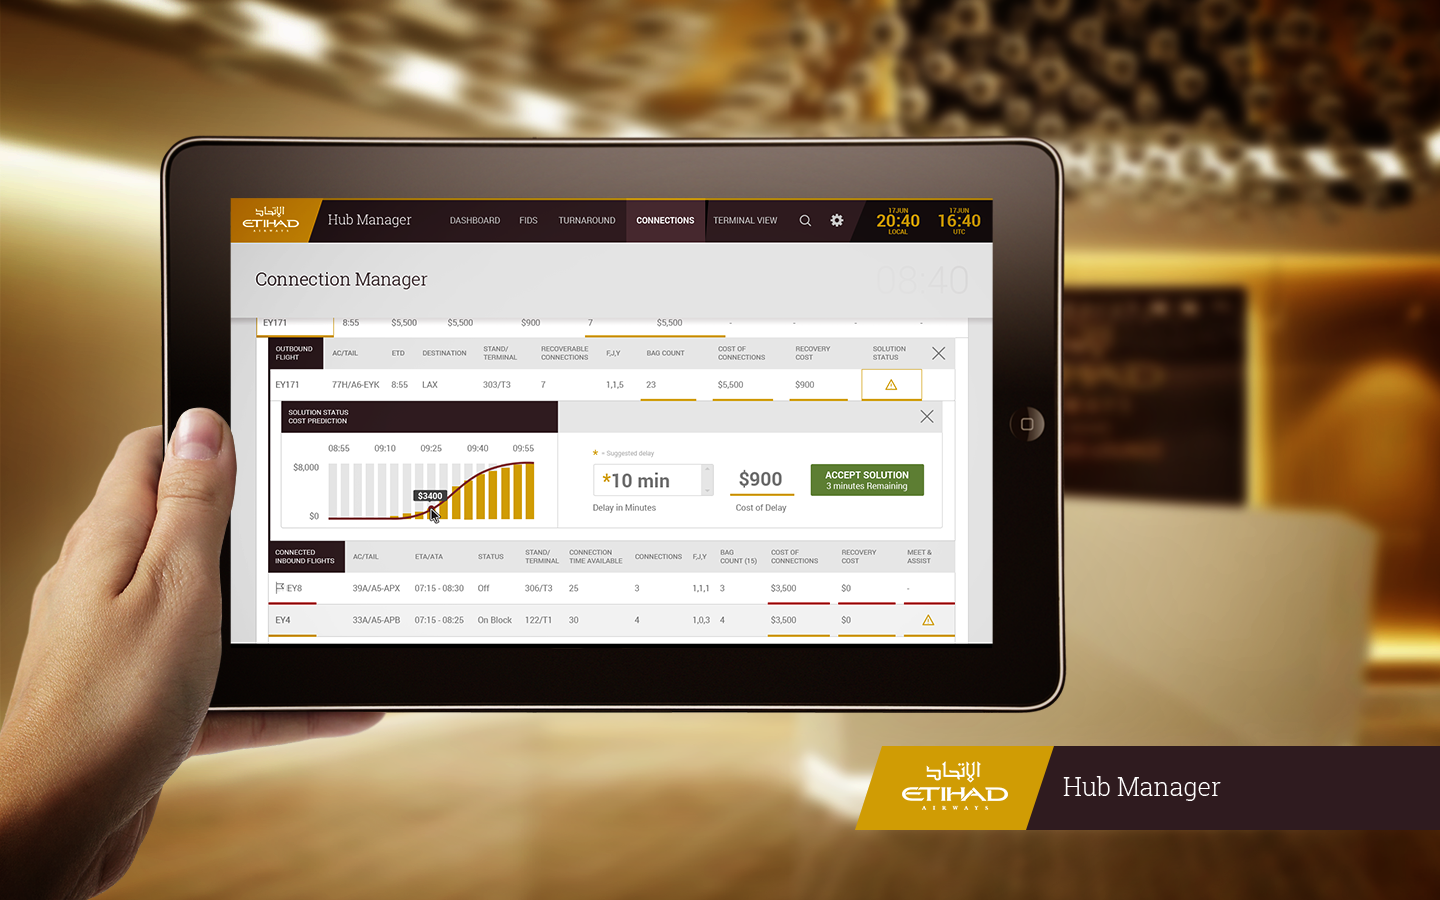 الإتحاد
ETIHAD
AIRWAYS
Hub Manager
DASHBOARD
FIDS
TURNAROUND
CONNECTIONS
TERMINAL VIEW
17JUN
20:40
LOCAL
17JUN
16:40
UTC
Connection Manager
08:40
EY171 8:55 $5,500 $5,500 $900 7 $5,500 - - - -
OUTBOUND FLIGHT AC/TAIL ETD DESTINATION STAND/ TERMINAL RECOVERABLE CONNECTIONS F,J,Y BAG COUNT COST OF CONNECTIONS RECOVERY COST SOLUTION STATUS
EY171 77H/A6-EYK 8:55 LAX 303/T3 7 1,1,5 23 $5,500 $900
SOLUTION STATUS
COST PREDICTION
08:55 09:10 09:25 09:40 09:55
$8,000
$3400
$0
* - Suggested delay
*10 min
Delay in Minutes
$900
Cost of Delay
ACCEPT SOLUTION
3 minutes Remaining
CONNECTED INBOUND FLIGHTS AC/TAIL ETA/ATA STATUS STAND/ TERMINAL CONNECTION TIME AVAILABLE CONNECTIONS F,J,Y BAG COUNT (15) COST OF CONNECTIONS RECOVERY COST MEET & ASSIST
EY8 39A/A5-APX 07:15 - 08:30 Off 306/T3 25 3 1,1,1 3 $3,500 $0 -
EY4 33A/A5-APB 07:15 - 08:25 On Block 122/T1 30 4 1,0,3 4 $3,500 $0
الإتحاد
ETIHAD
AIRWAYS
Hub Manager